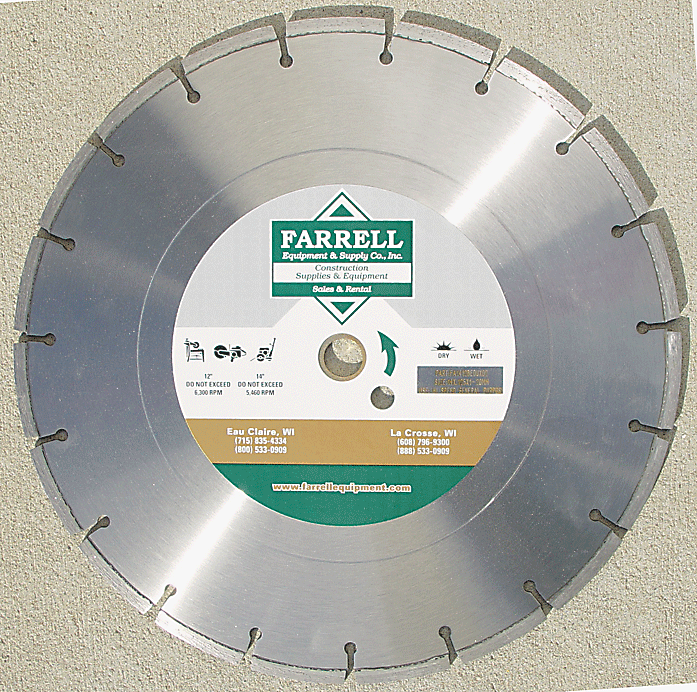 FARRELL
Equipment & Supply Co., Inc.
Construction
Supplies & Equipment
Sales & Rental
12"
DO NOT EXCEED
6,300 RPM
14"
DO NOT EXCEED
5,460 RPM
DRY
WET
Eau Claire, WI
(715) 835-4334
(800) 533-0909
La Crosse, WI
(608) 796-9300
(888) 533-0909
www.farrellequipment.com